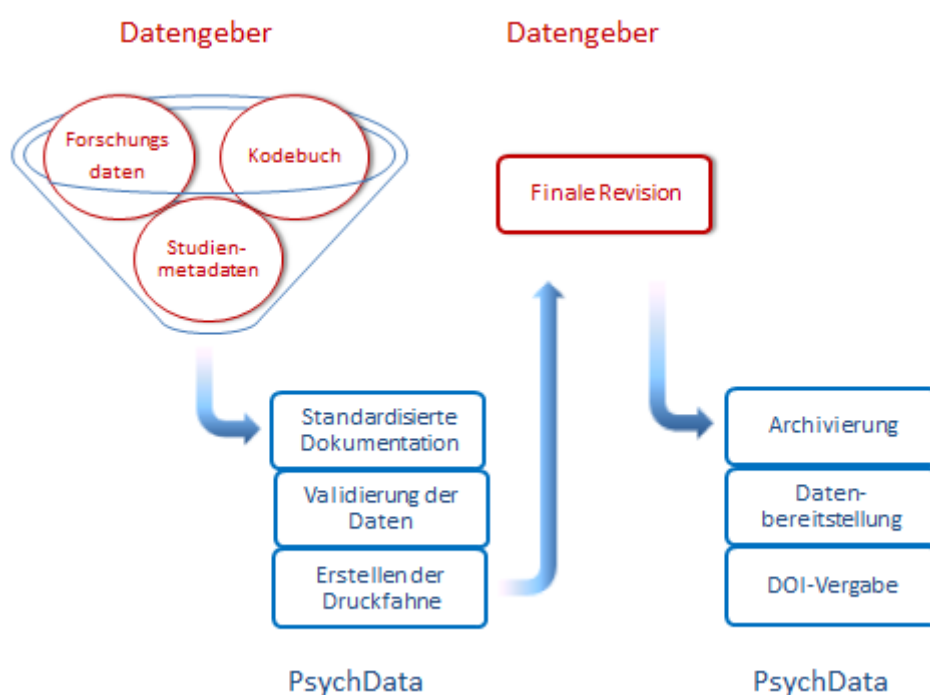 Datengeber
Datengeber
Forschungs
daten
Kodebuch
Studien-
metadaten
Finale Revision
Standardisierte
Dokumentation
Validierung der
Daten
Erstellen der
Druckfahne
Archivierung
Daten-
bereitstellung
DOI-Vergabe
PsychData
PsychData